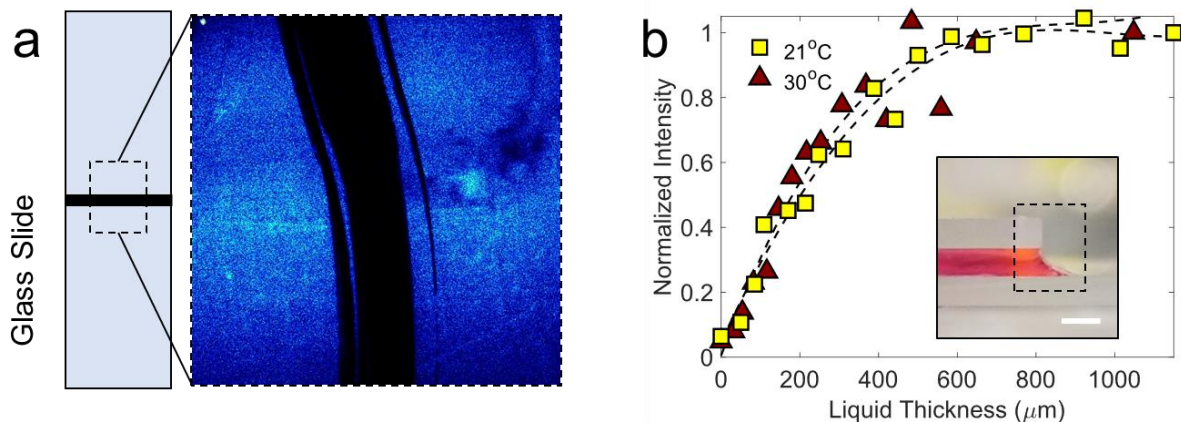 a
Glass Slide
b
Normalized Intensity
1
0.8
0.6
0.4
0.2
0
21°C
30°C
0 200 400 600 800 1000
Liquid Thickness (μm)